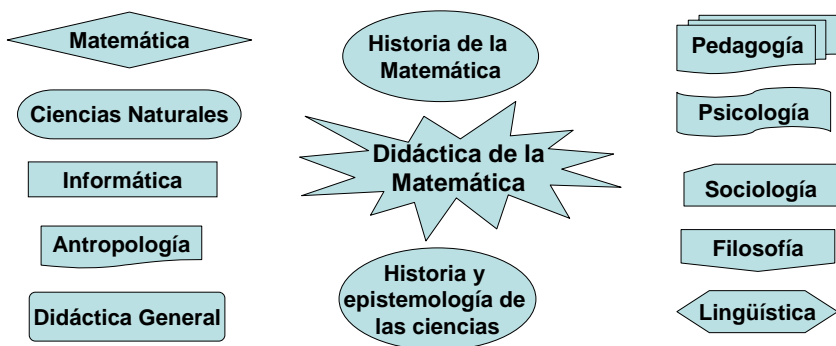 Matemática
Ciencias Naturales
Informática
Antropología
Didáctica General
Historia de la
Matemática
Didáctica de la
Matemática
Historia y
epistemología de
las ciencias
Pedagogía
Psicología
Sociología
Filosofía
Lingüística